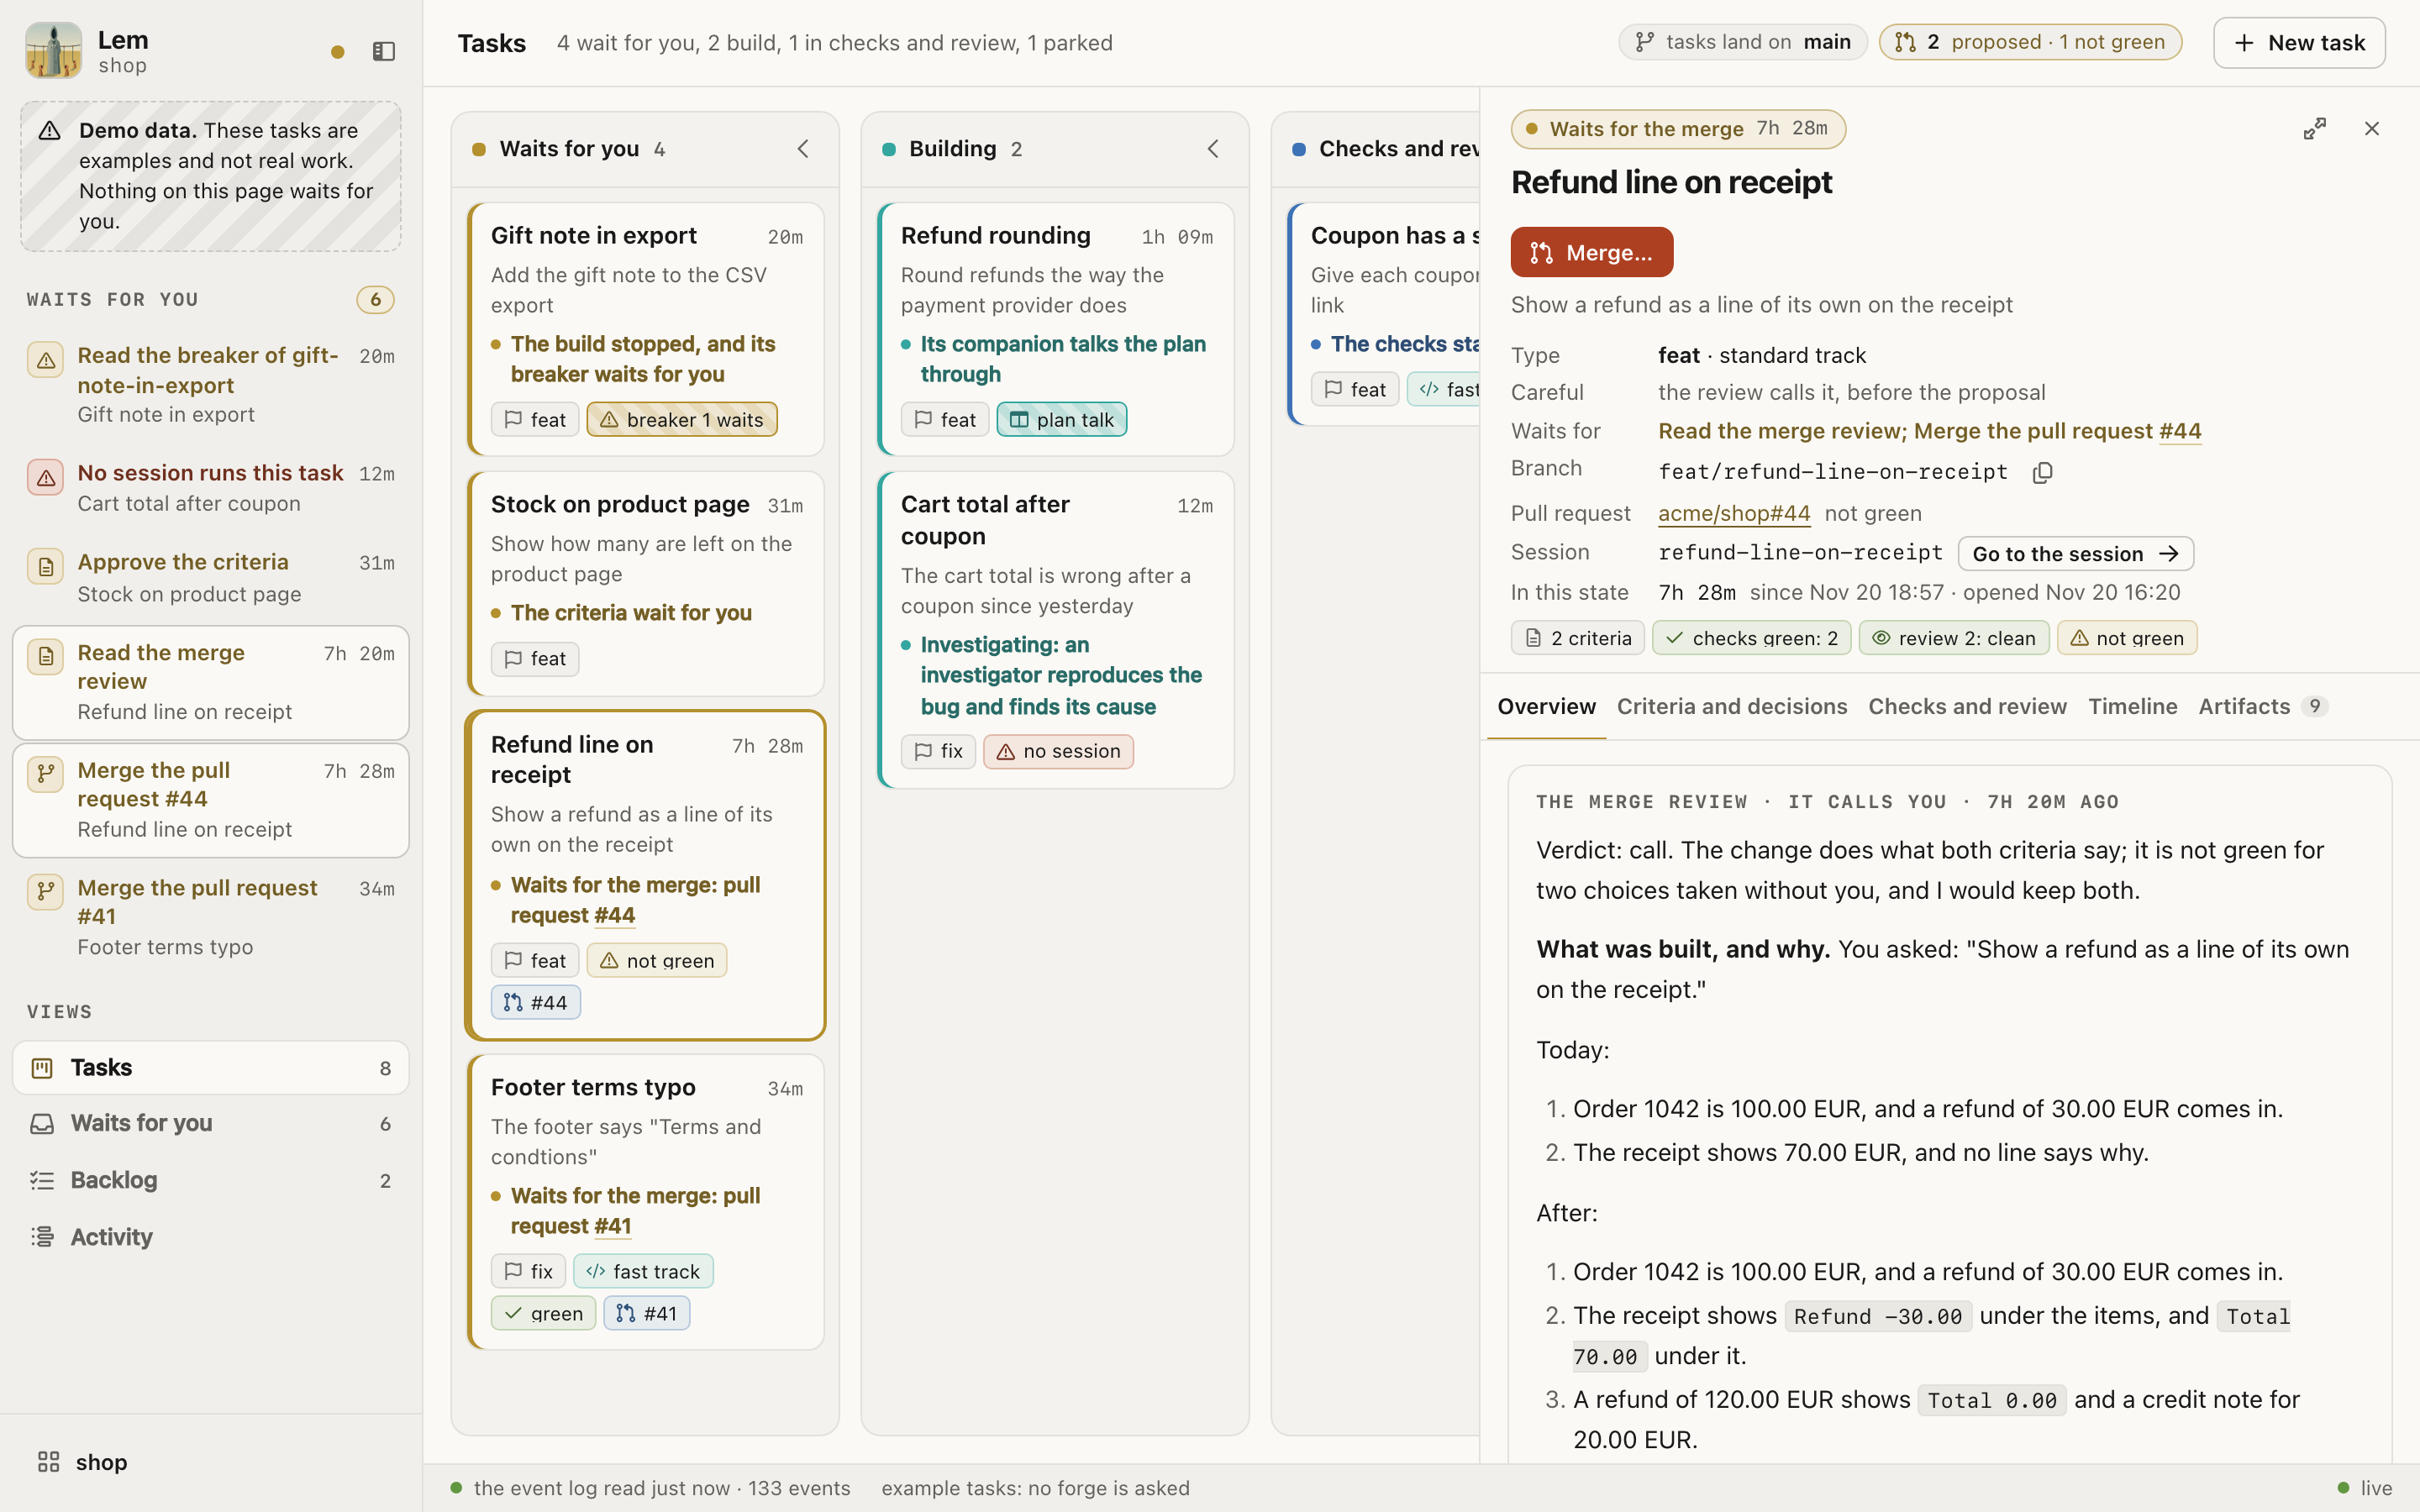 Lem
shop
Demo data. These tasks are
examples and not real work.
Nothing on this page waits for
you.
WAITS FOR YOU 6
Read the breaker of gift-
note-in-export 20m
Gift note in export
No session runs this task 12m
Cart total after coupon
Approve the criteria 31m
Stock on product page
Read the merge
review 7h 20m
Refund line on receipt
Merge the pull
request #44 7h 28m
Refund line on receipt
Merge the pull request
#41 34m
Footer terms typo
VIEWS
Tasks 8
Waits for you 6
Backlog 2
Activity
shop
Tasks 4 wait for you, 2 build, 1 in checks and review, 1 parked
tasks land on main
2 proposed · 1 not green
New task
Waits for you 4
Gift note in export 20m
Add the gift note to the CSV
export
The build stopped, and its
breaker waits for you
feat breaker 1 waits
Stock on product page 31m
Show how many are left on the
product page
The criteria wait for you
feat
Refund line on
receipt 7h 28m
Show a refund as a line of its
own on the receipt
Waits for the merge: pull
request #44
feat not green
#44
Footer terms typo 34m
The footer says "Terms and
condtions"
Waits for the merge: pull
request #41
fix fast track
green #41
Building 2
Refund rounding 1h 09m
Round refunds the way the
payment provider does
Its companion talks the plan
through
feat plan talk
Cart total after
coupon 12m
The cart total is wrong after a
coupon since yesterday
Investigating: an
investigator reproduces the
bug and finds its cause
fix no session
Checks and rev
Coupon has a s
Give each coupon
link
The checks sta
feat fast
Waits for the merge 7h 28m
Refund line on receipt
Merge...
Show a refund as a line of its own on the receipt
Type feat · standard track
Careful the review calls it, before the proposal
Waits for Read the merge review; Merge the pull request #44
Branch feat/refund-line-on-receipt
Pull request acme/shop#44 not green
Session refund-line-on-receipt Go to the session
In this state 7h 28m since Nov 20 18:57 · opened Nov 20 16:20
2 criteria checks green: 2 review 2: clean not green
Overview Criteria and decisions Checks and review Timeline Artifacts 9
THE MERGE REVIEW · IT CALLS YOU · 7H 20M AGO
Verdict: call. The change does what both criteria say; it is not green for
two choices taken without you, and I would keep both.
What was built, and why. You asked: "Show a refund as a line of its own
on the receipt."
Today:
1. Order 1042 is 100.00 EUR, and a refund of 30.00 EUR comes in.
2. The receipt shows 70.00 EUR, and no line says why.
After:
1. Order 1042 is 100.00 EUR, and a refund of 30.00 EUR comes in.
2. The receipt shows Refund −30.00 under the items, and Total
70.00 under it.
3. A refund of 120.00 EUR shows Total 0.00 and a credit note for
20.00 EUR.
the event log read just now · 133 events example tasks: no forge is asked
live